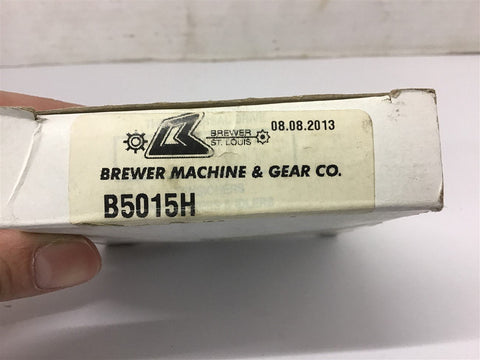 BREWER
ST. LOUIS
08.08.2013
BREWER MACHINE & GEAR CO.
B5015H